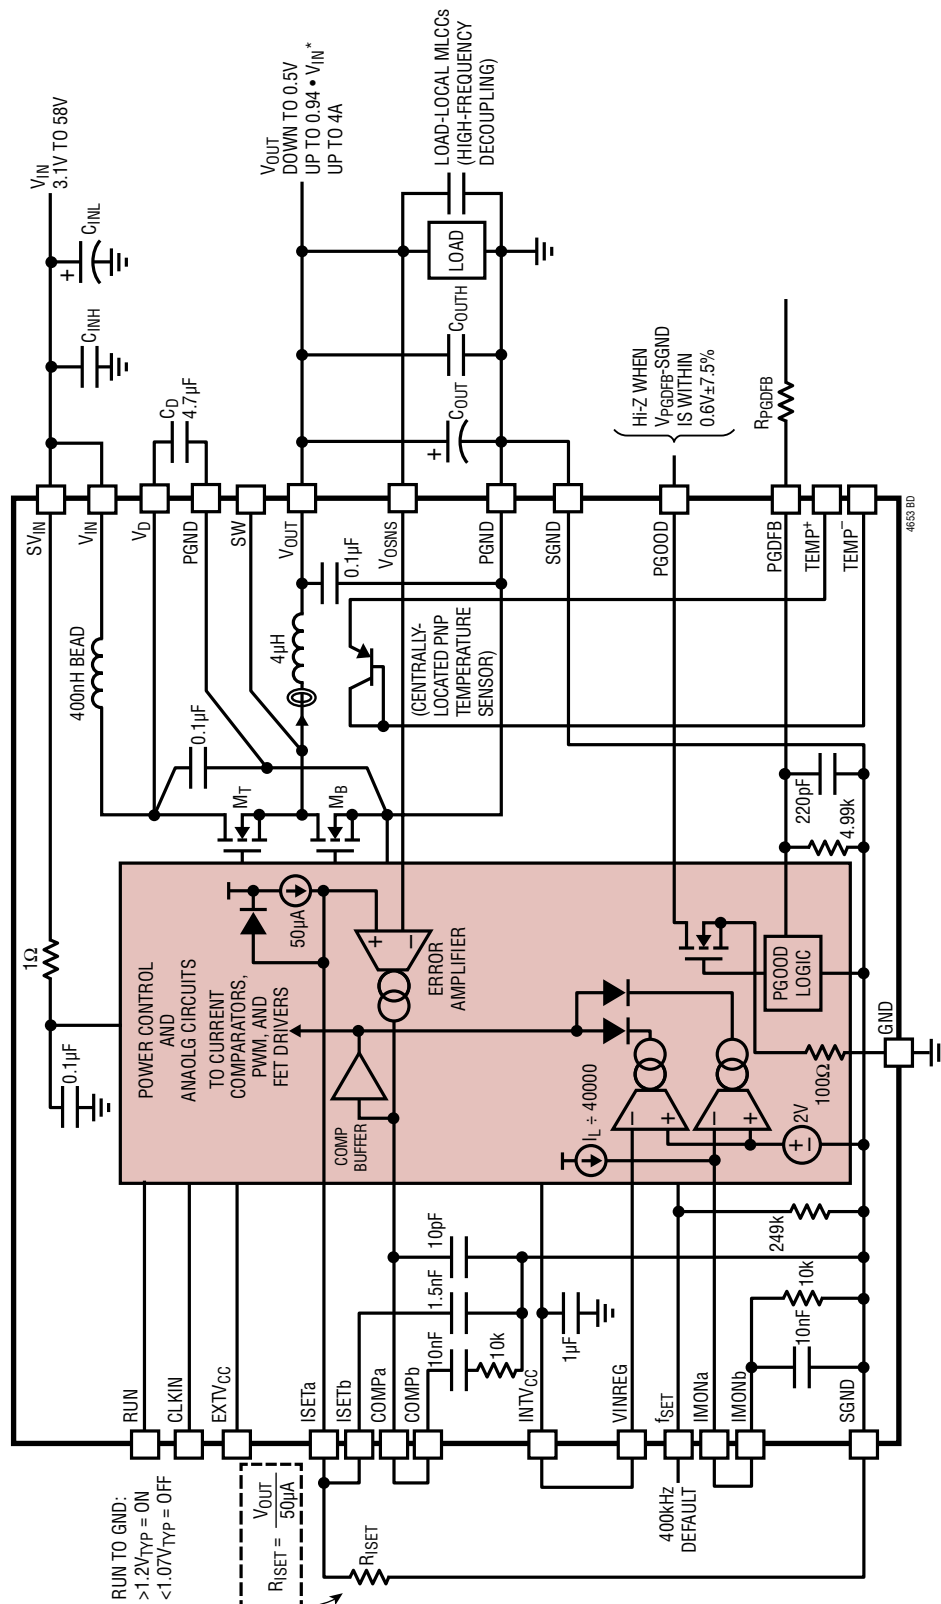 RUN TO GND:
>1.2VTYP = ON
<1.07VTYP = OFF
RISET = VOUT
50µA
RISET
400kHz
DEFAULT
RUN
CLKIN
EXTVCC
ISETa
ISETb
COMPa
COMPb
INTVCC
VINREG
fSET
IMONa
IMONb
SGND
10nF
1.5nF
10pF
10k
1µF
249k
10nF
10k
0.1µF
1Ω
POWER CONTROL
AND
ANAOLG CIRCUITS
TO CURRENT
COMPARATORS,
PWM, AND
FET DRIVERS
50µA
COMP
BUFFER
+
−
ERROR
AMPLIFIER
IL ÷ 40000
−
+
−
+
+
−
2V
100Ω
PGOOD
LOGIC
GND
400nH BEAD
0.1µF
MT
MB
4µH
0.1µF
(CENTRALLY-
LOCATED PNP
TEMPERATURE
SENSOR)
220pF
4.99k
SVIN
VIN
VD
PGND
SW
VOUT
VOSNS
PGND
SGND
PGOOD
PGDFB
TEMP+
TEMP−
4653 BD
VIN
3.1V TO 58V
CINH
+
CINL
CD
4.7µF
VOUT
DOWN TO 0.5V
UP TO 0.94 • VIN*
UP TO 4A
+
COUT
COUTH
LOAD
LOAD-LOCAL MLCCs
(HIGH-FREQUENCY
DECOUPLING)
Hi-Z WHEN
VPGDFB-SGND
IS WITHIN
0.6V±7.5%
RPGDFB